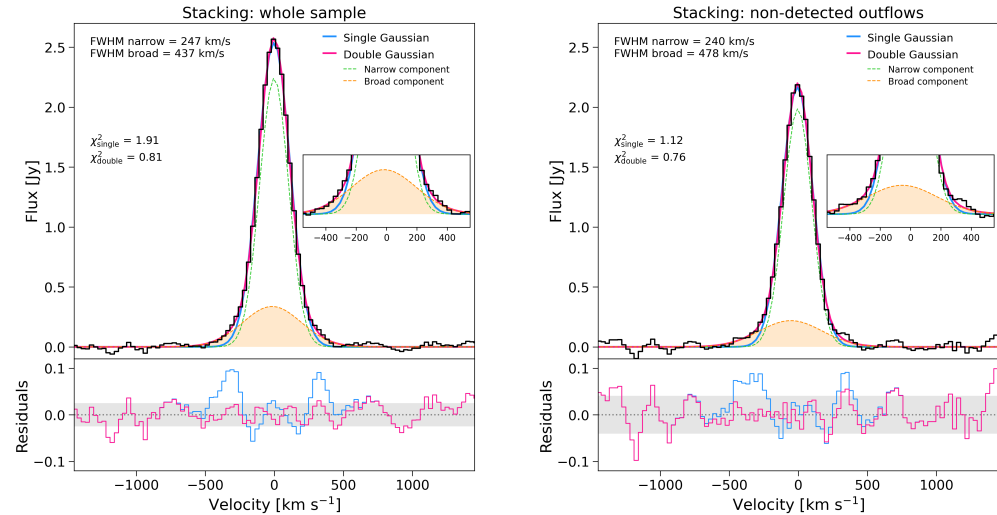 Stacking: whole sample
FWHM narrow = 247 km/s
FWHM broad = 437 km/s
Single Gaussian
Double Gaussian
Narrow component
Broad component
χ²single = 1.91
χ²double = 0.81
Flux [Jy]
2.5
2.0
1.5
1.0
0.5
0.0
−400 −200 0 200 400
Residuals
0.1
0.0
−0.1
−1000 −500 0 500 1000
Velocity [km s⁻¹]
Stacking: non-detected outflows
FWHM narrow = 240 km/s
FWHM broad = 478 km/s
Single Gaussian
Double Gaussian
Narrow component
Broad component
χ²single = 1.12
χ²double = 0.76
Flux [Jy]
2.5
2.0
1.5
1.0
0.5
0.0
−400 −200 0 200 400
Residuals
0.1
0.0
−0.1
−1000 −500 0 500 1000
Velocity [km s⁻¹]